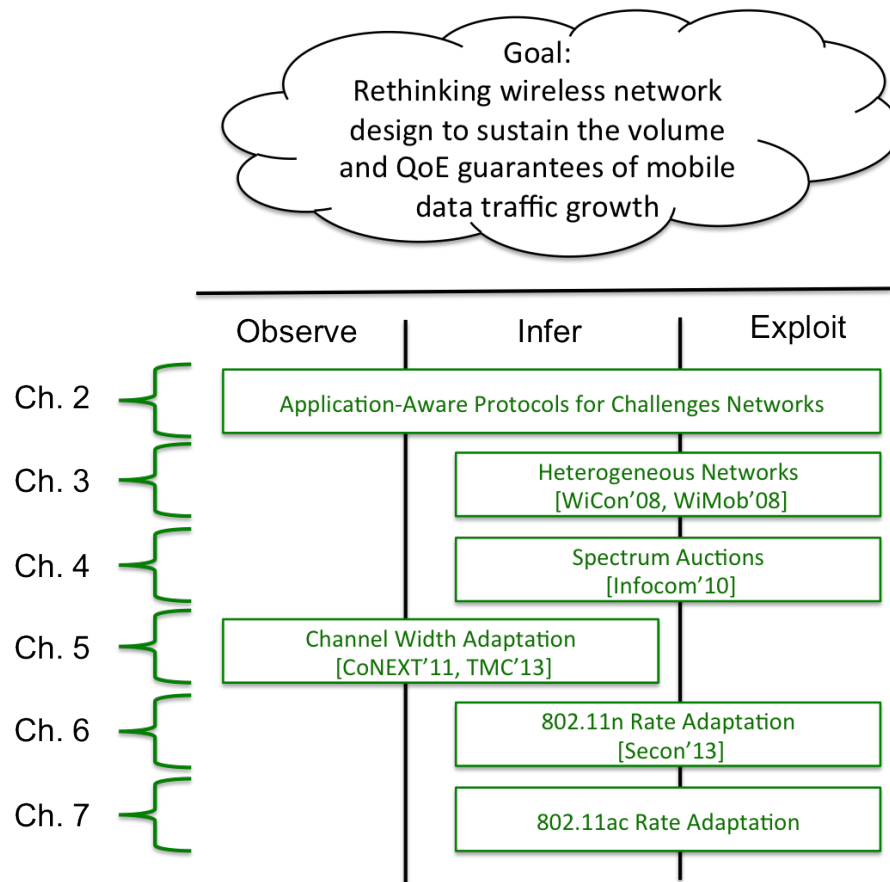 Goal:
Rethinking wireless network
design to sustain the volume
and QoE guarantees of mobile
data traffic growth
Observe Infer Exploit
Ch. 2
Application-Aware Protocols for Challenges Networks
Ch. 3
Heterogeneous Networks
[WiCon’08, WiMob’08]
Ch. 4
Spectrum Auctions
[Infocom’10]
Ch. 5
Channel Width Adaptation
[CoNEXT’11, TMC’13]
Ch. 6
802.11n Rate Adaptation
[Secon’13]
Ch. 7
802.11ac Rate Adaptation